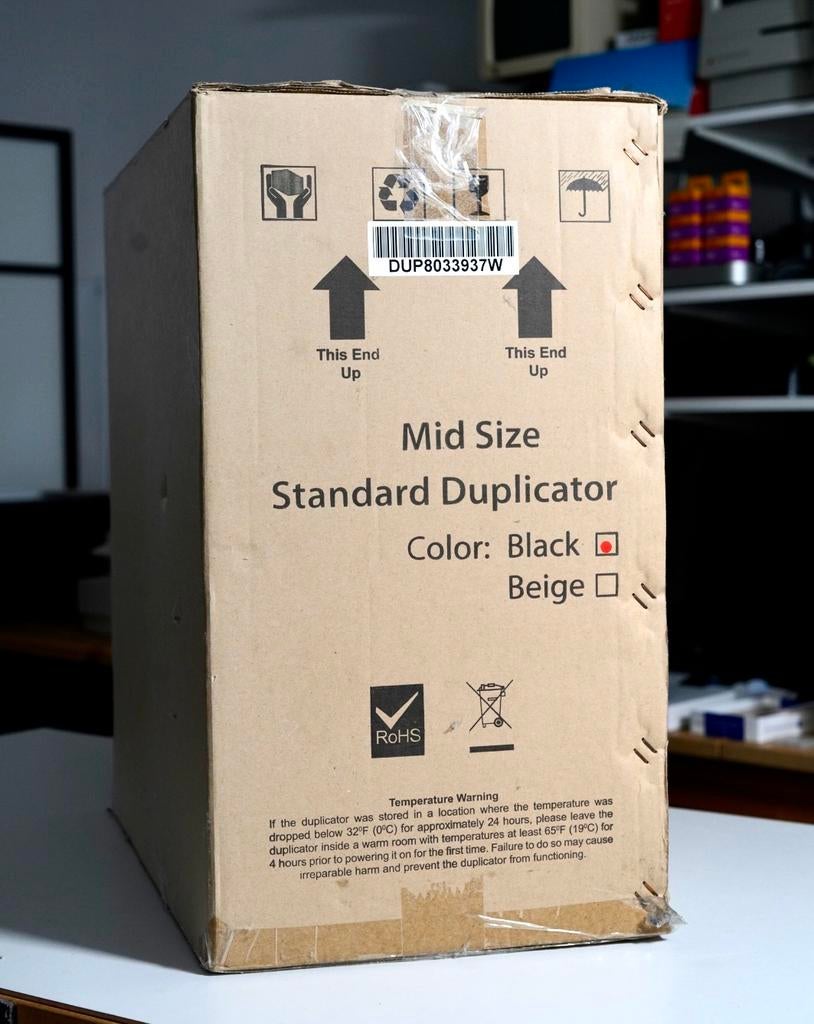 DUP8033937W
This End
Up
This End
Up
Mid Size
Standard Duplicator
Color: Black
Beige
RoHS
Temperature Warning
If the duplicator was stored in a location where the temperature was
dropped below 32ºF (0ºC) for approximately 24 hours, please leave the
duplicator inside a warm room with temperatures at least 65ºF (19ºC) for
4 hours prior to powering it on for the first time. Failure to do so may cause
irreparable harm and prevent the duplicator from functioning.